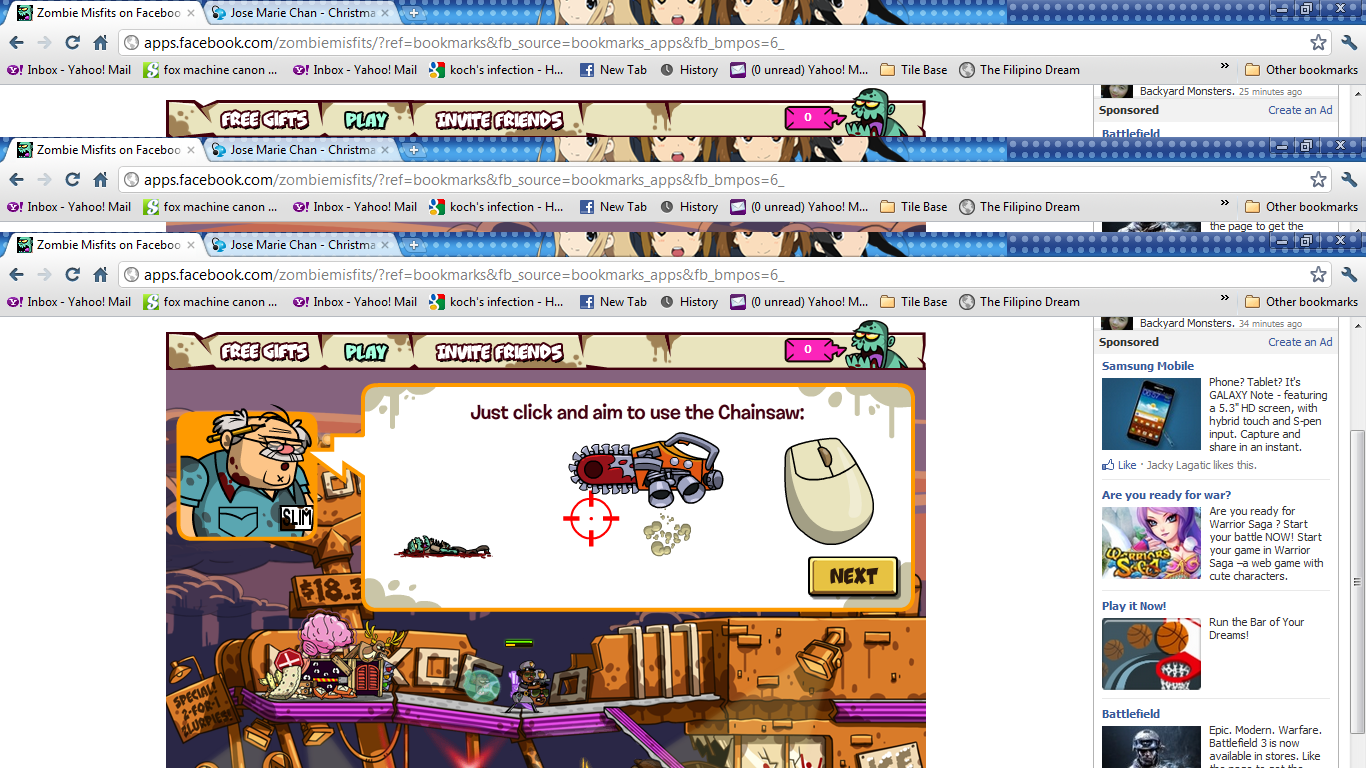 Zombie Misfits on Faceboo
Jose Marie Chan - Christma
apps.facebook.com/zombiemisfits/?ref=bookmarks&fb_source=bookmarks_apps&fb_bmpos=6_
Inbox - Yahoo! Mail
fox machine canon ...
Inbox - Yahoo! Mail
koch's infection - H...
New Tab
History
(0 unread) Yahoo! M...
Tile Base
The Filipino Dream
»
Other bookmarks
Backyard Monsters. 25 minutes ago
FREE GIFTS
PLAY
INVITE FRIENDS
0
Sponsored
Create an Ad
Battlefield
Zombie Misfits on Faceboo
Jose Marie Chan - Christma
apps.facebook.com/zombiemisfits/?ref=bookmarks&fb_source=bookmarks_apps&fb_bmpos=6_
Inbox - Yahoo! Mail
fox machine canon ...
Inbox - Yahoo! Mail
koch's infection - H...
New Tab
History
(0 unread) Yahoo! M...
Tile Base
The Filipino Dream
»
Other bookmarks
the page to get the
Zombie Misfits on Faceboo
Jose Marie Chan - Christma
apps.facebook.com/zombiemisfits/?ref=bookmarks&fb_source=bookmarks_apps&fb_bmpos=6_
Inbox - Yahoo! Mail
fox machine canon ...
Inbox - Yahoo! Mail
koch's infection - H...
New Tab
History
(0 unread) Yahoo! M...
Tile Base
The Filipino Dream
»
Other bookmarks
FREE GIFTS
PLAY
INVITE FRIENDS
0
Just click and aim to use the Chainsaw:
SLIM
NEXT
$18.3
SPECIAL!
2-FOR-1
SLURPIES!
Backyard Monsters. 34 minutes ago
Sponsored
Create an Ad
Samsung Mobile
Phone? Tablet? It's
GALAXY Note - featuring
a 5.3" HD screen, with
hybrid touch and S-pen
input. Capture and
share in an instant.
Like · Jacky Lagatic likes this.
Are you ready for war?
WARRIORS
SAGA
For Warrior Saga ? Start
your battle NOW! Start
your game in Warrior
Saga –a web game with
cute characters.
Play it Now!
Run the Bar of Your
Dreams!
Battlefield
Epic. Modern. Warfare.
Battlefield 3 is now
available in stores. Like
the page to get the